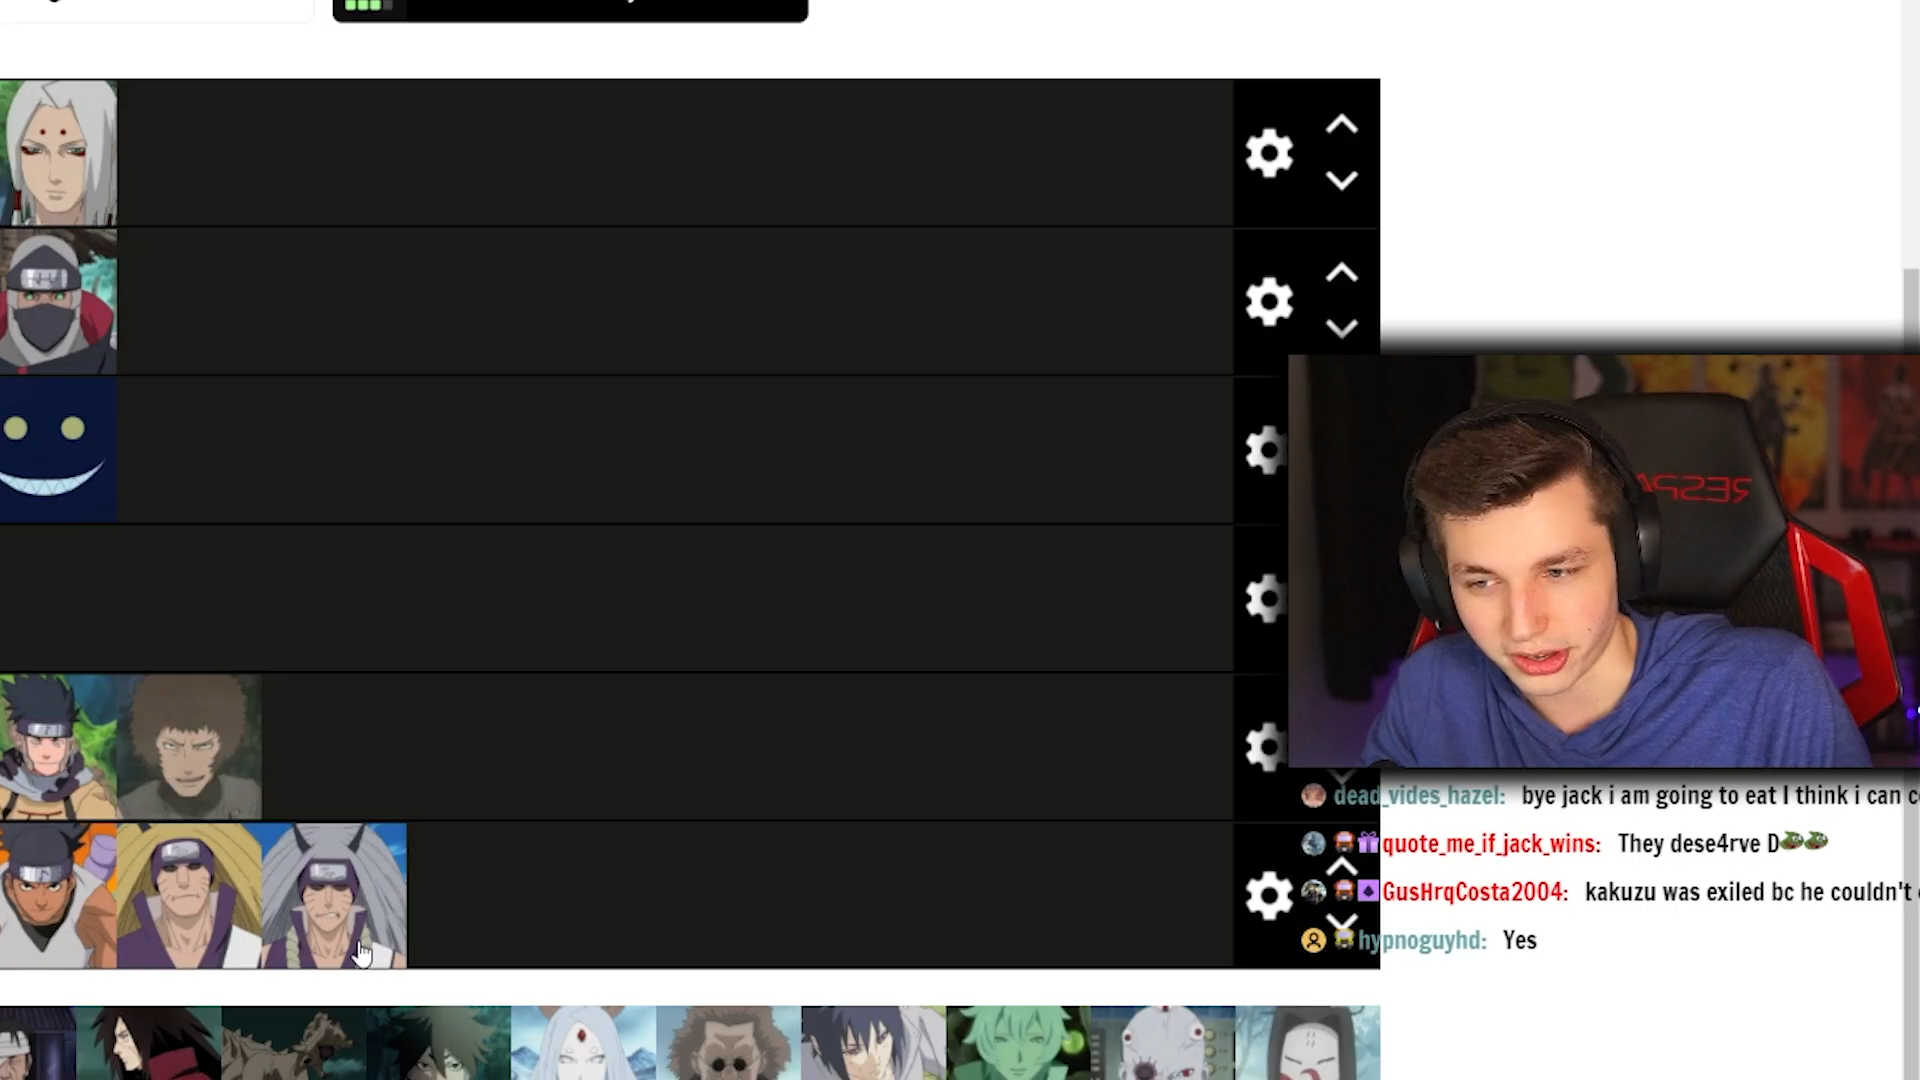 dead_vides_hazel: bye jack i am going to eat I think i can
quote_me_if_jack_wins: They dese4rve D
GusHrqCosta2004: kakuzu was exiled bc he couldn't
hypnoguyhd: Yes